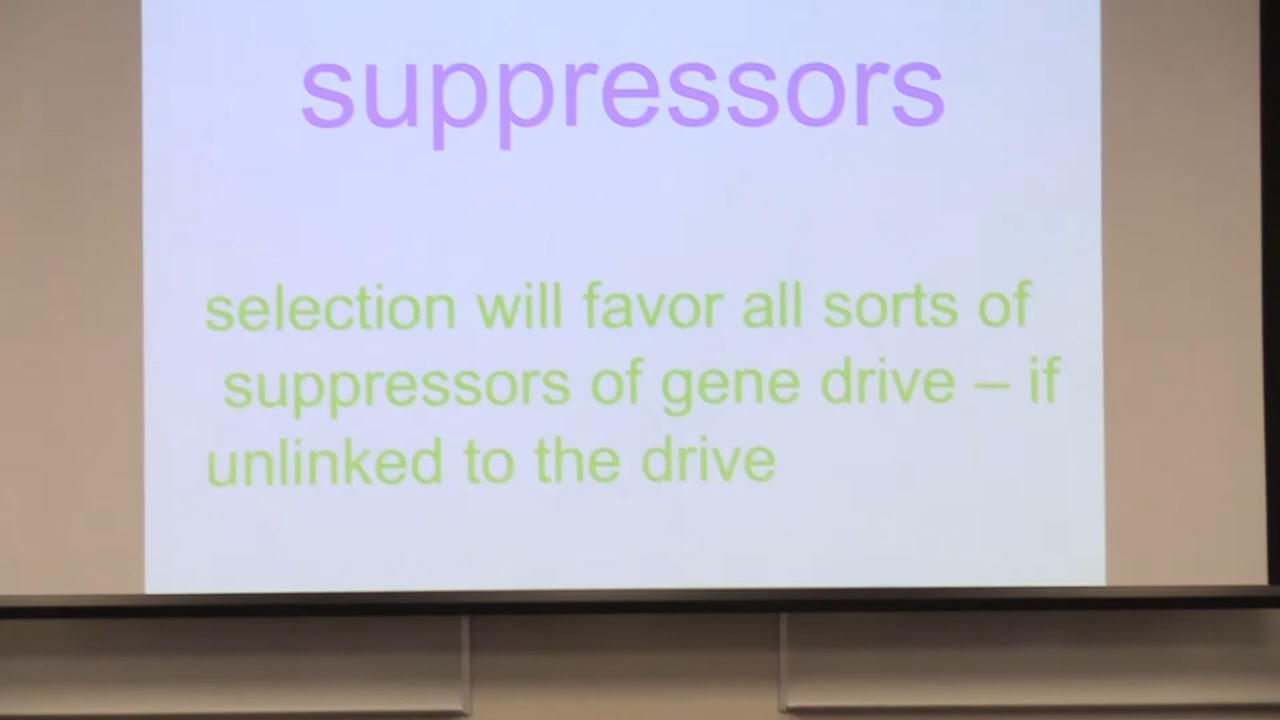 suppressors
selection will favor all sorts of
suppressors of gene drive – if
unlinked to the drive